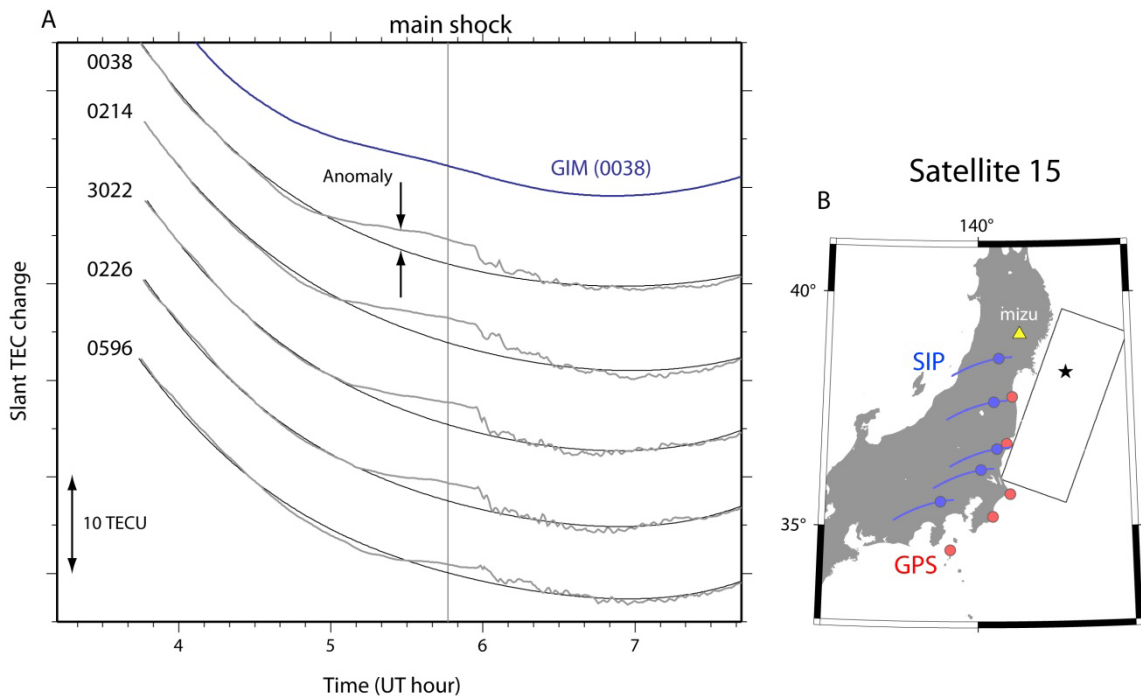 A
main shock
0038
0214
3022
0226
0596
GIM (0038)
Anomaly
10 TECU
Slant TEC change
4 5 6 7
Time (UT hour)
Satellite 15
B
140°
40°
35°
mizu
SIP
GPS